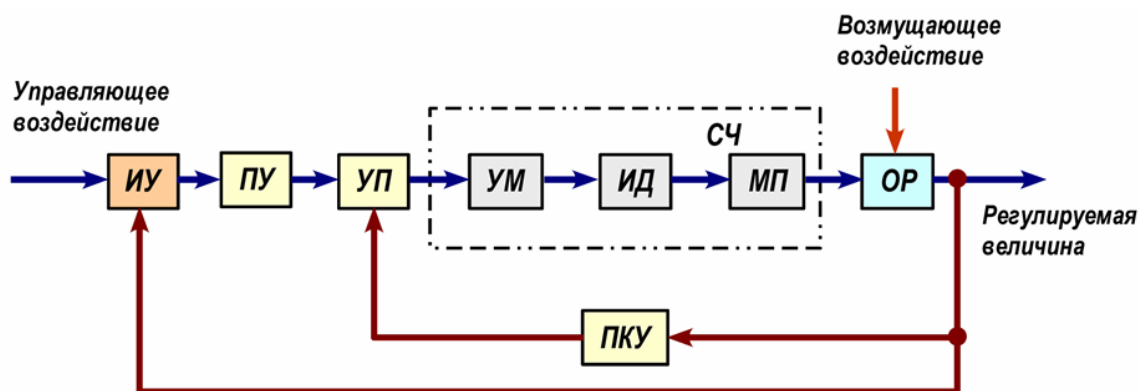 Возмущающее
воздействие
Управляющее
воздействие
СЧ
ИУ
ПУ
УП
УМ
ИД
МП
ОР
Регулируемая
величина
ПКУ